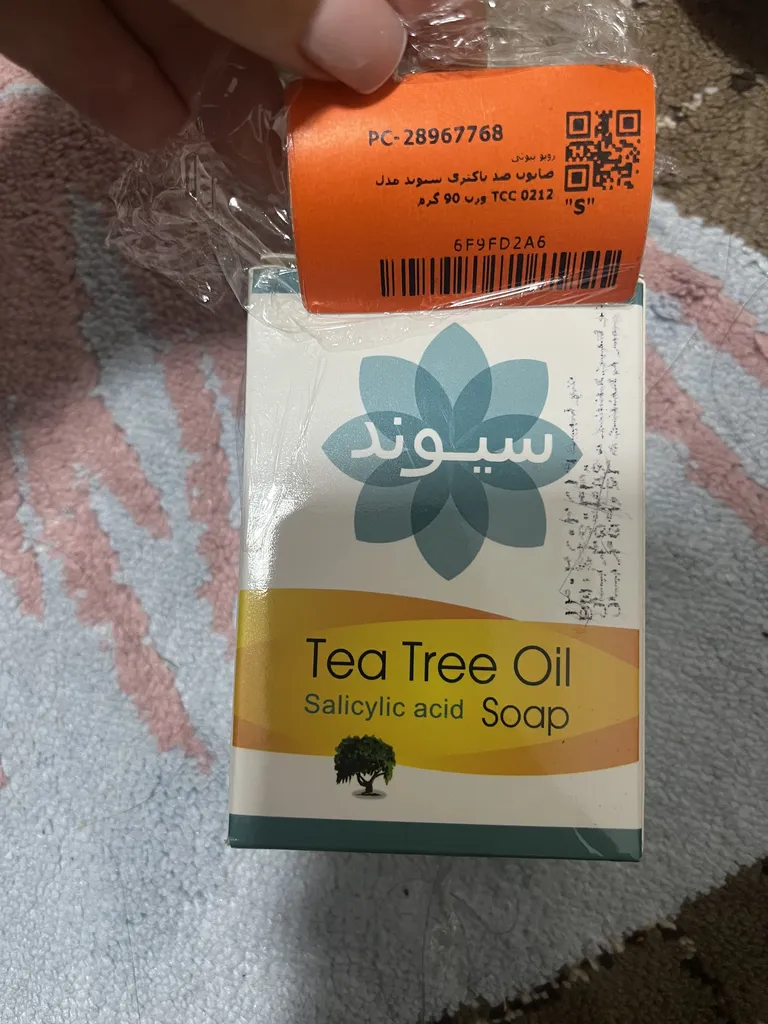 PC-28967768
روبو بیوتی
صابون ضد باکتری سیوند مدل
TCC 0212 وزن 90 گرم
"S"
6F9FD2A6
سیوند
Tea Tree Oil
Salicylic acid Soap